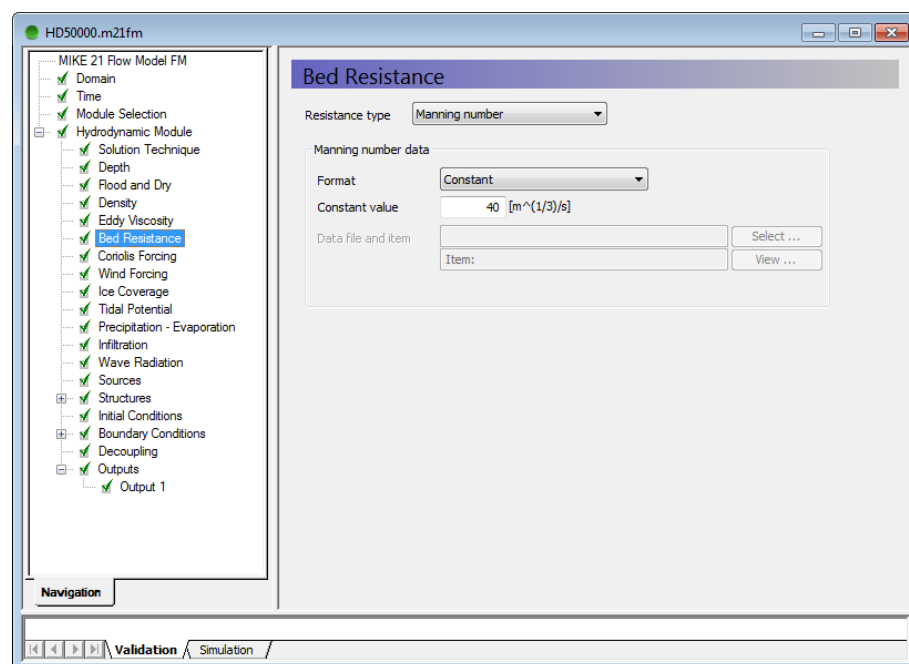 HD50000.m21fm
MIKE 21 Flow Model FM
Domain
Time
Module Selection
Hydrodynamic Module
Solution Technique
Depth
Flood and Dry
Density
Eddy Viscosity
Bed Resistance
Coriolis Forcing
Wind Forcing
Ice Coverage
Tidal Potential
Precipitation - Evaporation
Infiltration
Wave Radiation
Sources
Structures
Initial Conditions
Boundary Conditions
Decoupling
Outputs
Output 1
Navigation
Bed Resistance
Resistance type Manning number
Manning number data
Format Constant
Constant value 40 [m^(1/3)/s]
Data file and item Select ...
Item: View ...
Validation Simulation